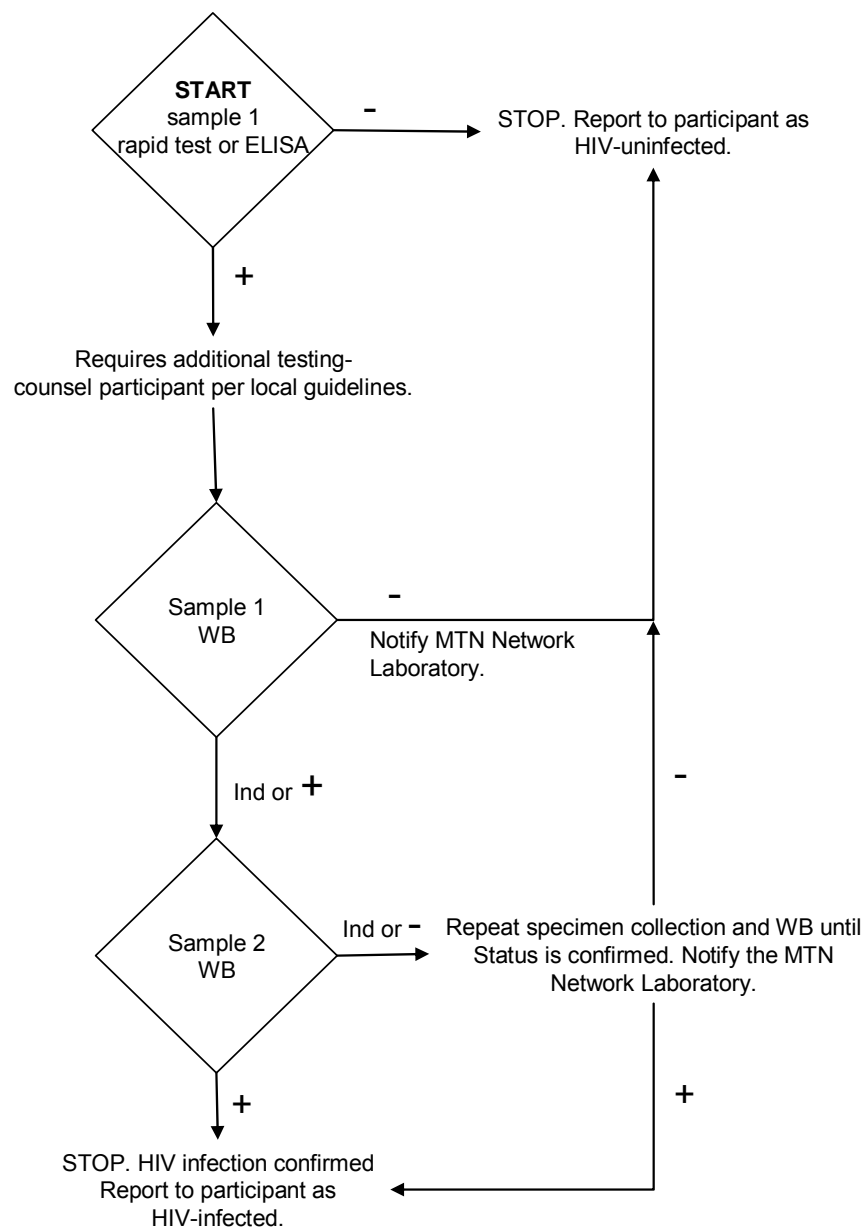 START
sample 1
rapid test or ELISA
-
STOP. Report to participant as
HIV-uninfected.
+
Requires additional testing-
counsel participant per local guidelines.
Sample 1
WB
-
Notify MTN Network
Laboratory.
Ind or +
-
Sample 2
WB
Ind or -
Repeat specimen collection and WB until
Status is confirmed. Notify the MTN
Network Laboratory.
+
+
STOP. HIV infection confirmed
Report to participant as
HIV-infected.